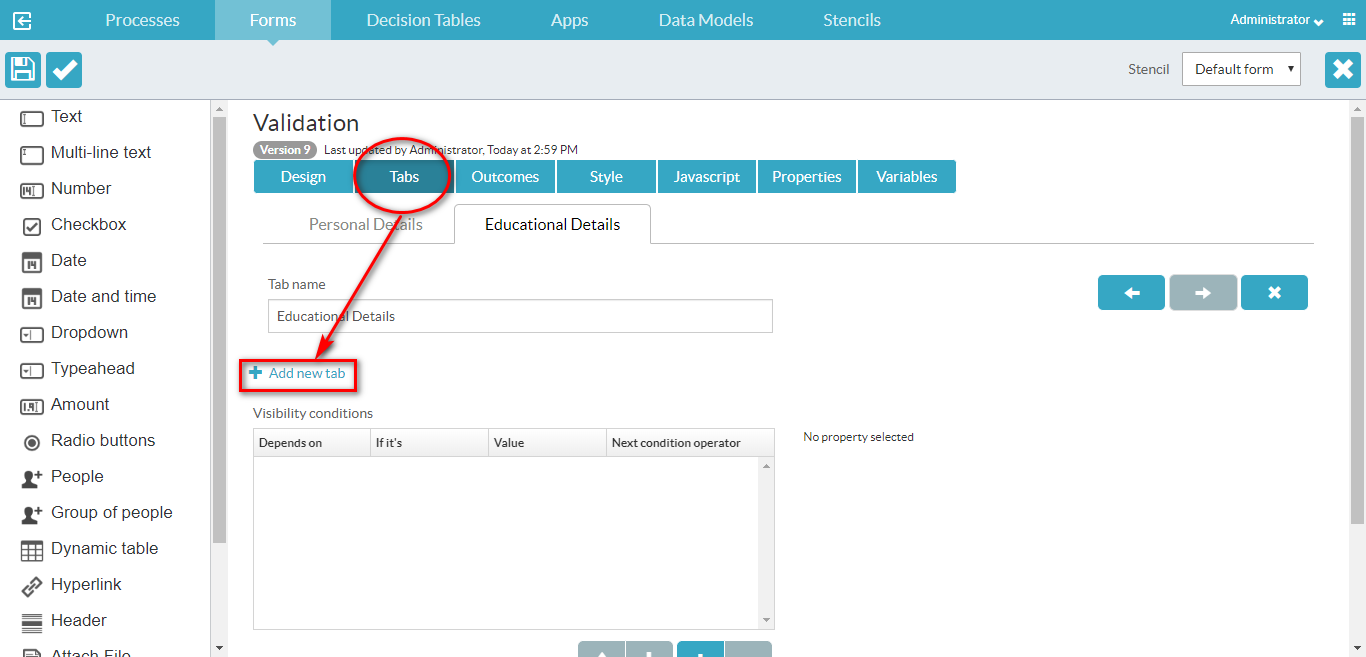 Processes Forms Decision Tables Apps Data Models Stencils Administrator
Stencil Default form
Text
Multi-line text
Number
Checkbox
Date
Date and time
Dropdown
Typeahead
Amount
Radio buttons
People
Group of people
Dynamic table
Hyperlink
Header
Attach File
Validation
Version 9 Last updated by Administrator, Today at 2:59 PM
Design Tabs Outcomes Style Javascript Properties Variables
Personal Details Educational Details
Tab name
Educational Details
Add new tab
Visibility conditions
Depends on If it's Value Next condition operator
No property selected